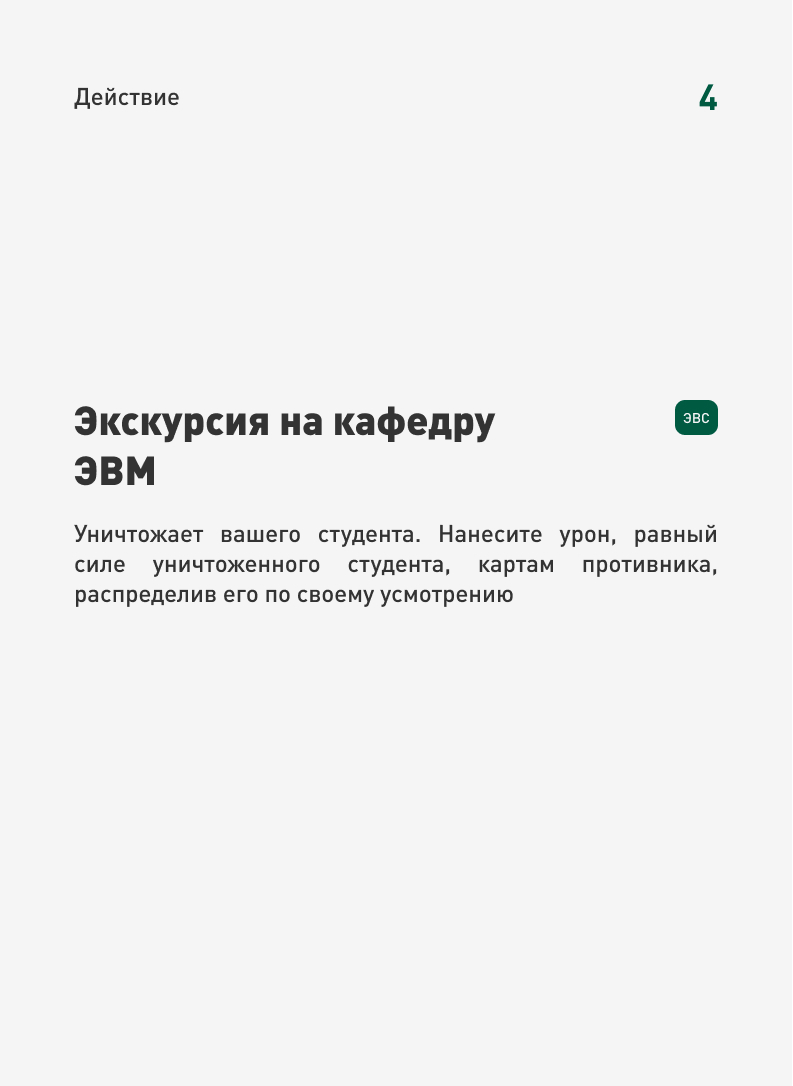 Действие
4
Экскурсия на кафедру
ЭВМ
ЭВС
Уничтожает вашего студента. Нанесите урон, равный
силе уничтоженного студента, картам противника,
распределив его по своему усмотрению